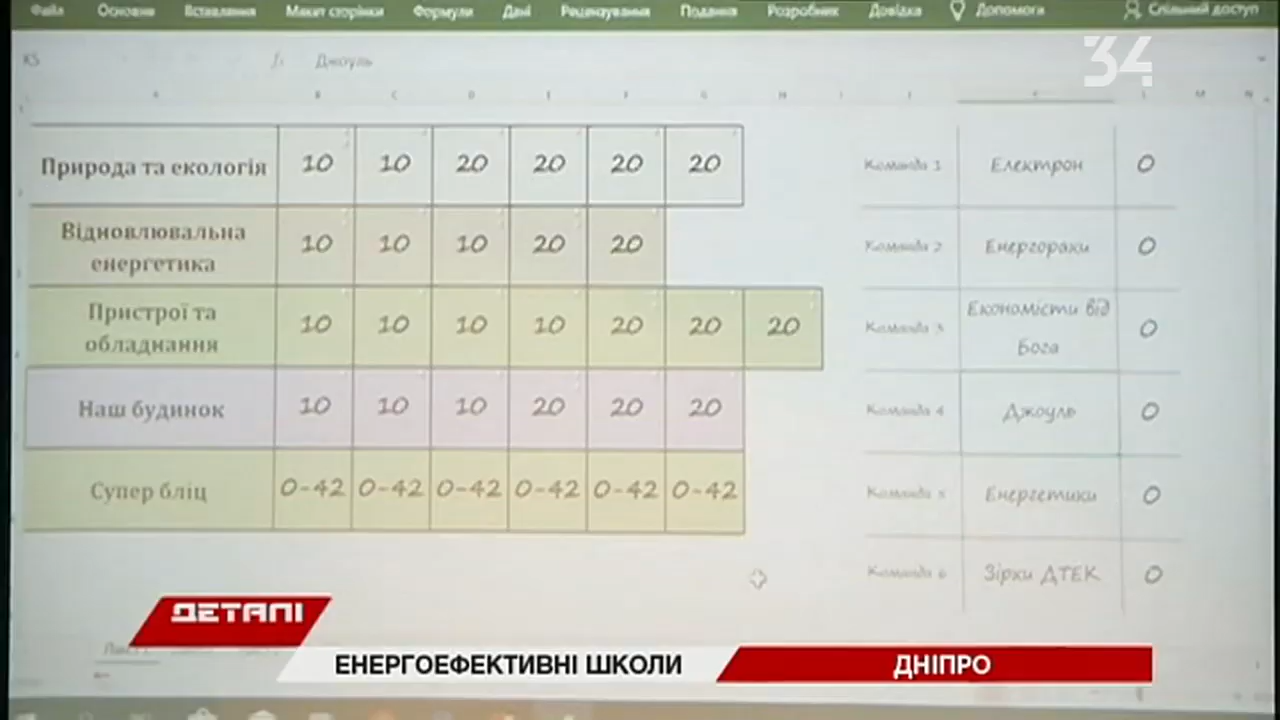 Файл Основне Вставлення Макет сторінки Формули Дані Рецензування Подання Розробник Довідка Допомога Спільний доступ
K5 fx Джоуль
34
Природа та екологія 10 10 20 20 20 20
Команда 1 Електрон 0
Відновлювальна
енергетика 10 10 10 20 20
Команда 2 Енергораки 0
Пристрої та
обладнання 10 10 10 10 20 20 20
Команда 3 Економісти від
Бога 0
Наш будинок 10 10 10 20 20 20
Команда 4 Джоуль 0
Супер бліц 0-42 0-42 0-42 0-42 0-42 0-42
Команда 5 Енергетики 0
Команда 6 Зірки ДТЕК 0
ДЕТАЛІ
ЕНЕРГОЕФЕКТИВНІ ШКОЛИ
ДНІПРО